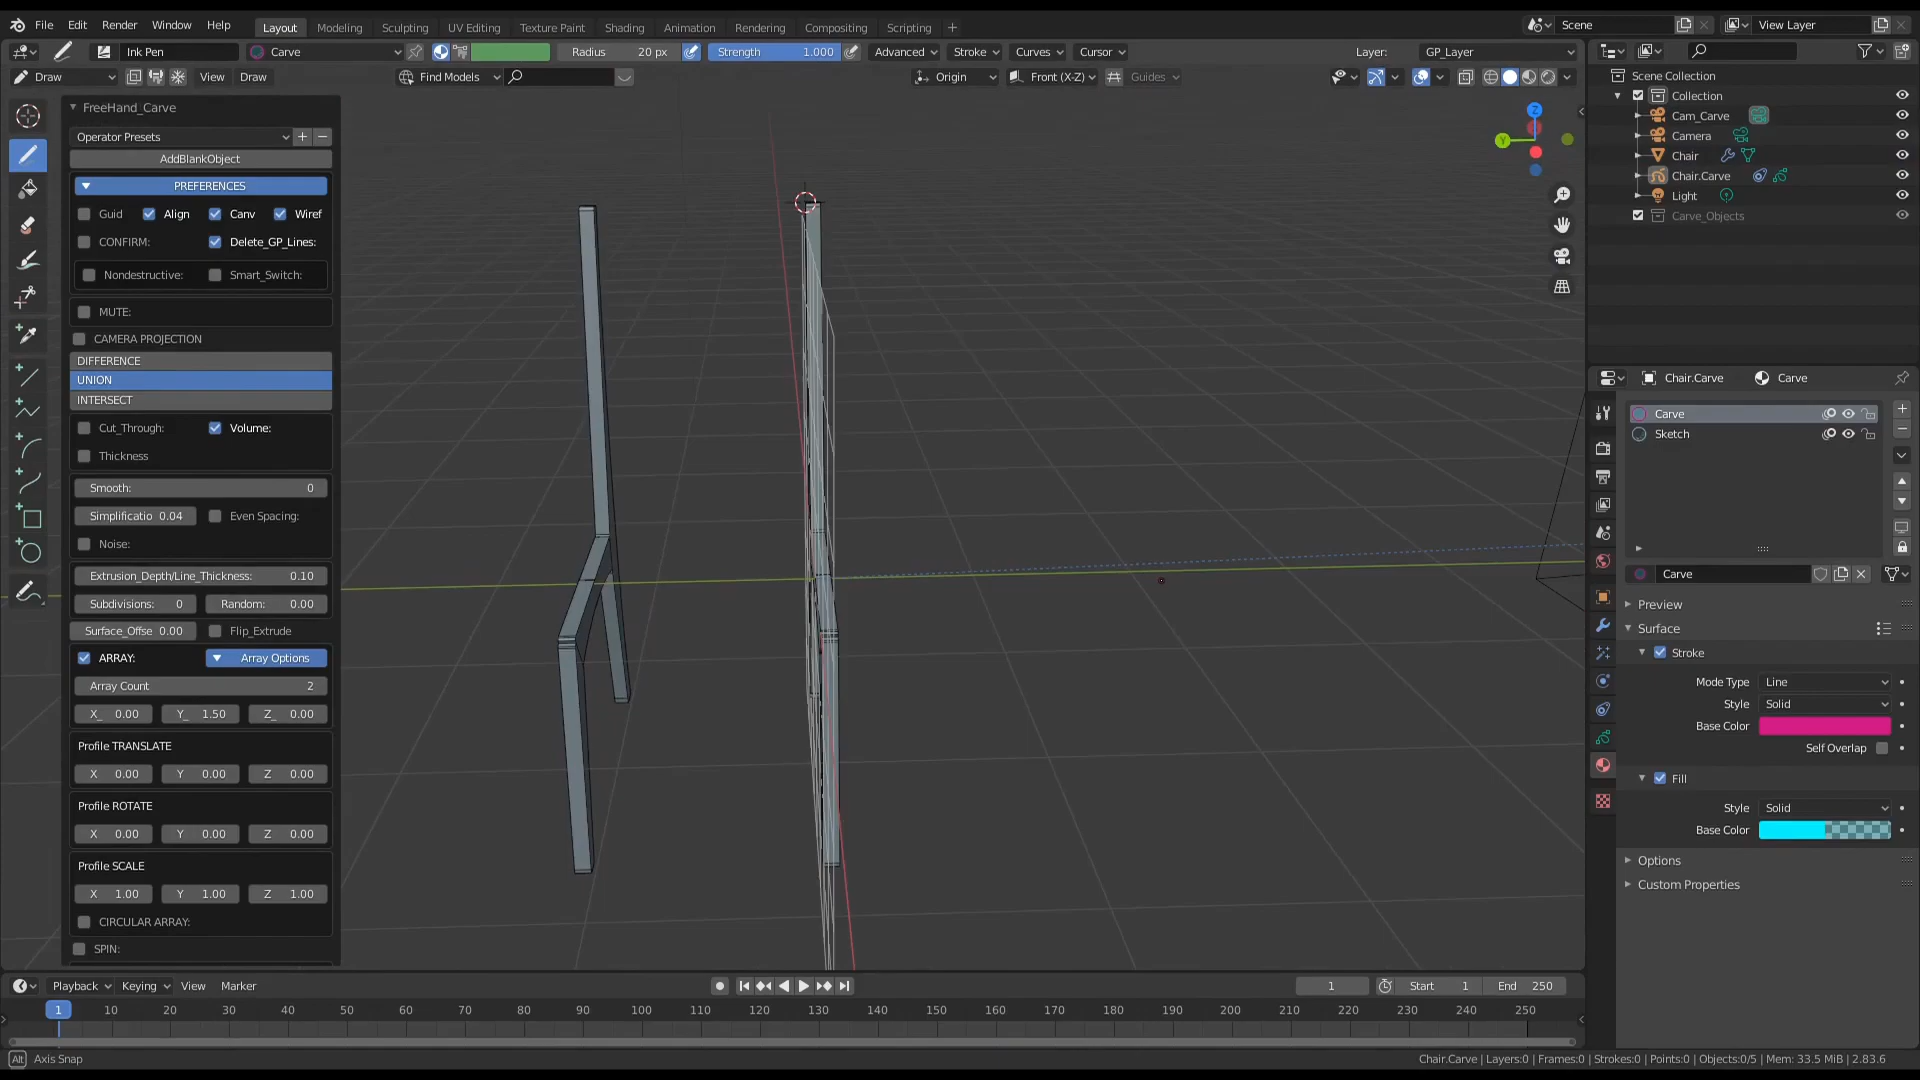 File Edit Render Window Help Layout Modeling Sculpting UV Editing Texture Paint Shading Animation Rendering Compositing Scripting + Scene View Layer
Ink Pen Carve Radius 20 px Strength 1.000 Advanced Stroke Curves Cursor Layer: GP_Layer
Draw View Draw Find Models Origin Front (X-Z) Guides
FreeHand_Carve
Operator Presets
AddBlankObject
PREFERENCES
Guid Align Canv Wiref
CONFIRM: Delete_GP_Lines:
Nondestructive: Smart_Switch:
MUTE:
CAMERA PROJECTION
DIFFERENCE
UNION
INTERSECT
Cut_Through: Volume:
Thickness
Smooth: 0
Simplificatio 0.04 Even Spacing:
Noise:
Extrusion_Depth/Line_Thickness: 0.10
Subdivisions: 0 Random: 0.00
Surface_Offse 0.00 Flip_Extrude
ARRAY: Array Options
Array Count 2
X_ 0.00 Y_ 1.50 Z_ 0.00
Profile TRANSLATE
X 0.00 Y 0.00 Z 0.00
Profile ROTATE
X 0.00 Y 0.00 Z 0.00
Profile SCALE
X 1.00 Y 1.00 Z 1.00
CIRCULAR ARRAY:
SPIN:
Z
Y
Scene Collection
Collection
Cam_Carve
Camera
Chair
Chair.Carve
Light
Carve_Objects
Chair.Carve Carve
Carve
Sketch
Carve
Preview
Surface
Stroke
Mode Type Line
Style Solid
Base Color
Self Overlap
Fill
Style Solid
Base Color
Options
Custom Properties
Playback Keying View Marker 1 Start 1 End 250
1 10 20 30 40 50 60 70 80 90 100 110 120 130 140 150 160 170 180 190 200 210 220 230 240 250
Alt Axis Snap Chair.Carve | Layers:0 | Frames:0 | Strokes:0 | Points:0 | Objects:0/5 | Mem: 33.5 MiB | 2.83.6